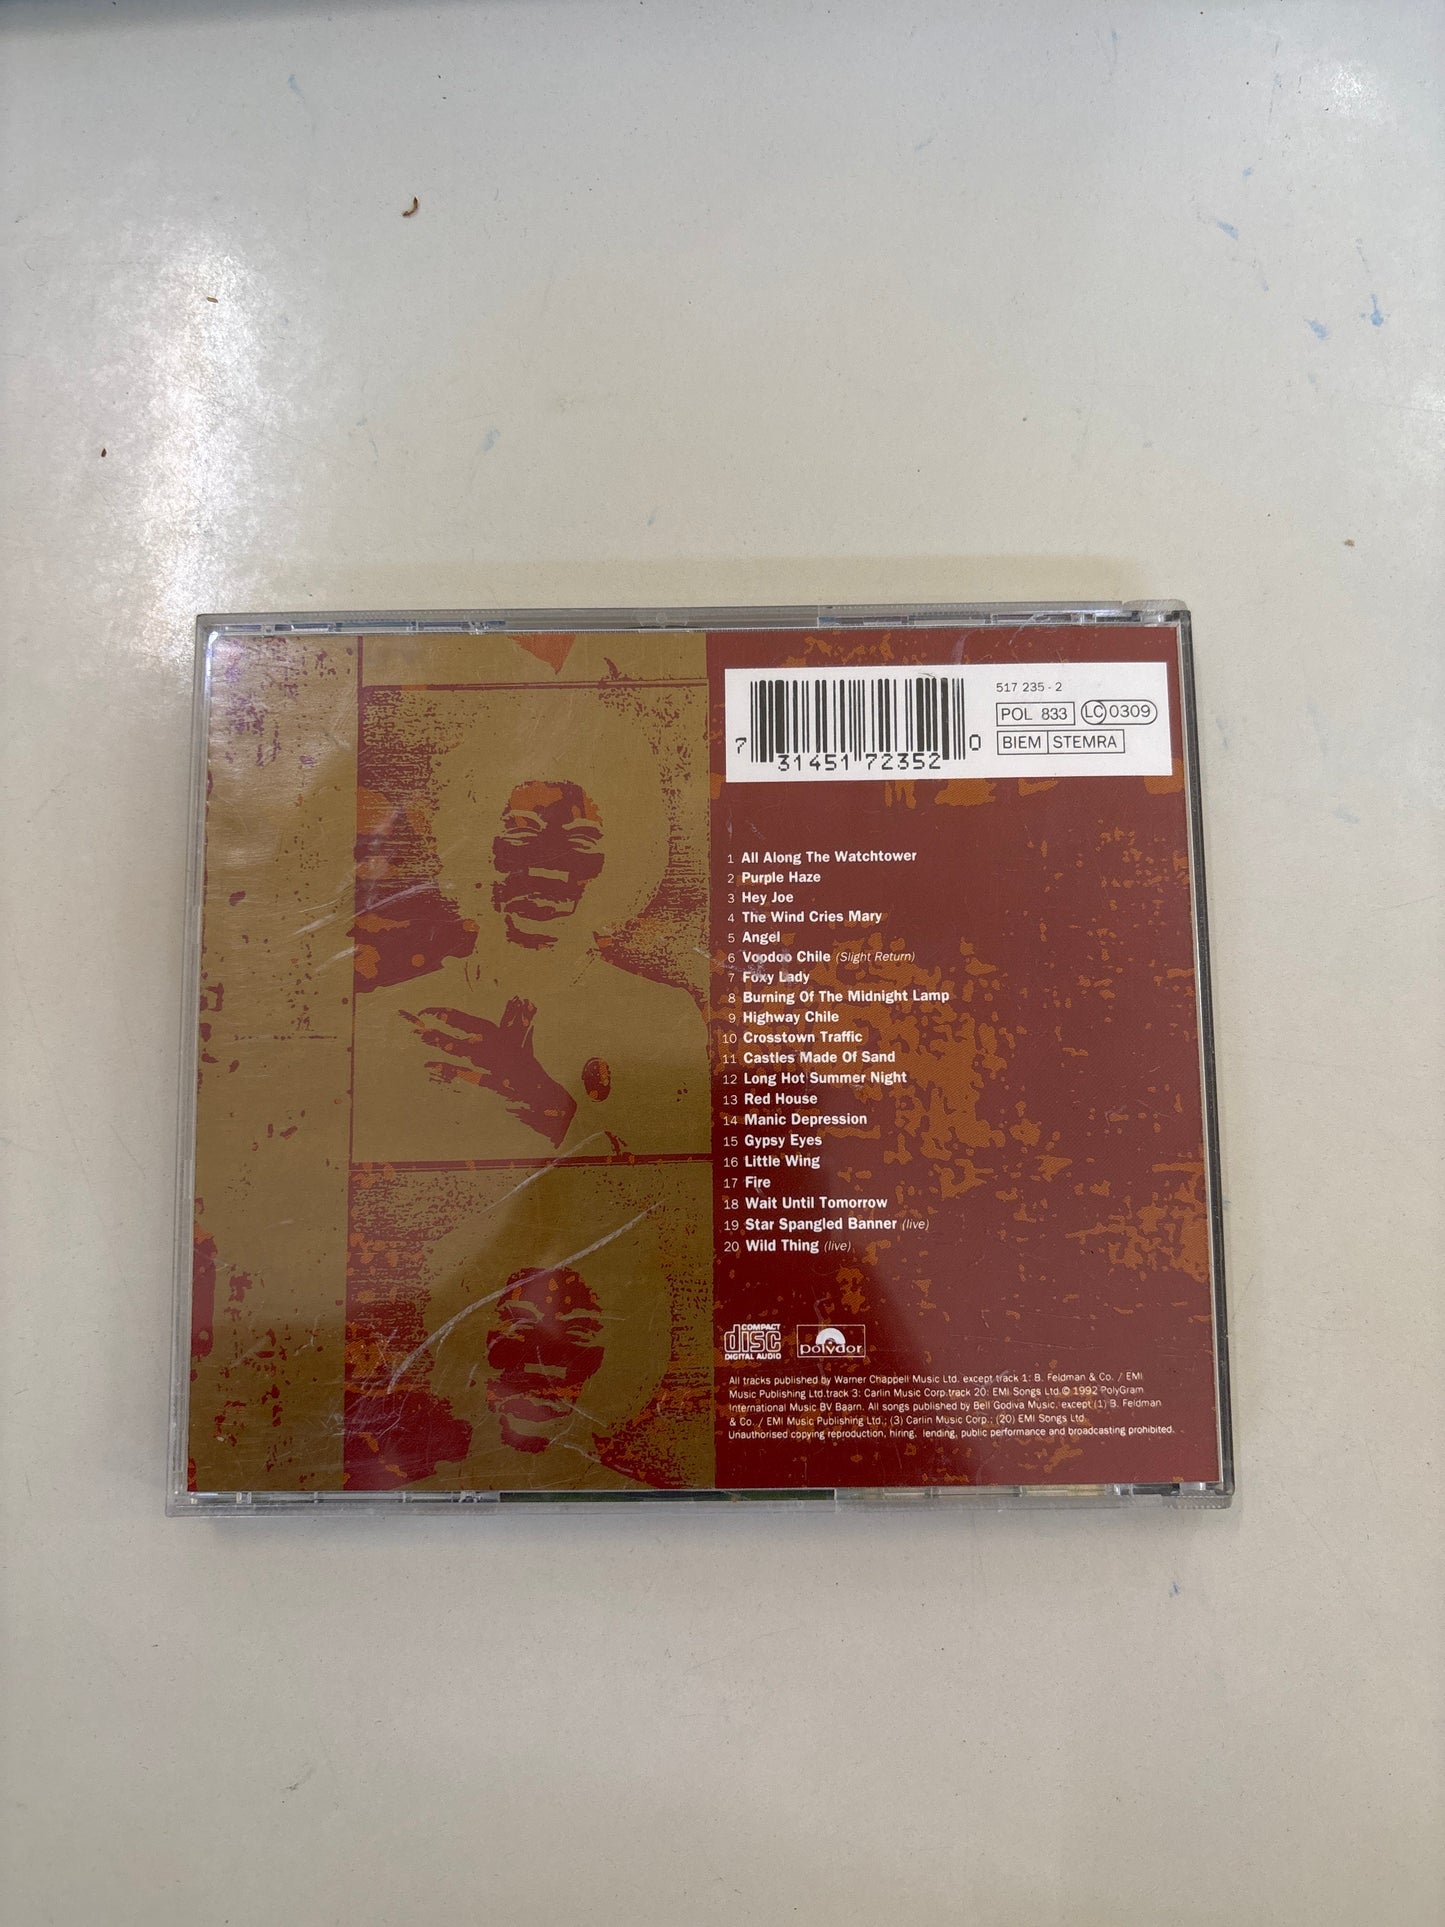 517 235 - 2
POL 833 LC 0309
BIEM STEMRA
7 31451 72352 0
1 All Along The Watchtower
2 Purple Haze
3 Hey Joe
4 The Wind Cries Mary
5 Angel
6 Voodoo Chile (Slight Return)
7 Foxy Lady
8 Burning Of The Midnight Lamp
9 Highway Chile
10 Crosstown Traffic
11 Castles Made Of Sand
12 Long Hot Summer Night
13 Red House
14 Manic Depression
15 Gypsy Eyes
16 Little Wing
17 Fire
18 Wait Until Tomorrow
19 Star Spangled Banner (live)
20 Wild Thing (live)
COMPACT
disc
DIGITAL AUDIO
polydor
All tracks published by Warner Chappell Music Ltd. except track 1: B. Feldman & Co. / EMI
Music Publishing Ltd.track 3: Carlin Music Corp.track 20: EMI Songs Ltd.© 1992 PolyGram
International Music BV Baarn. All songs published by Bell Godiva Music. except (1) B. Feldman
& Co. / EMI Music Publishing Ltd.; (3) Carlin Music Corp.; (20) EMI Songs Ltd.
Unauthorised copying reproduction, hiring. lending, public performance and broadcasting prohibited.